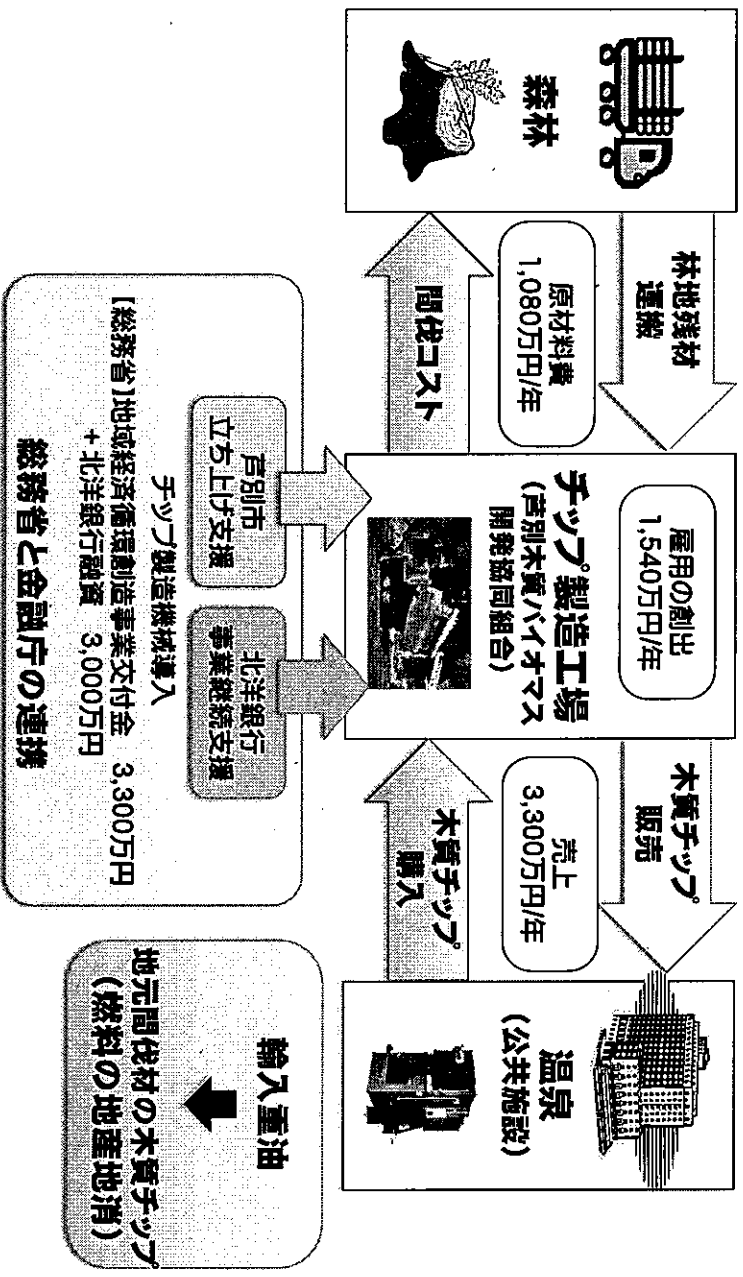 森林
林地残材
運搬
原材料費
1,080万円/年
間伐コスト
雇用の創出
1,540万円/年
チップ製造工場
(芦別木質バイオマス
開発協同組合)
木質チップ
販売
売上
3,300万円/年
木質チップ
購入
温泉
(公共施設)
芦別市
立ち上げ支援
北洋銀行
事業継続支援
チップ製造機械導入
【総務省】地域経済循環創造事業交付金 3,300万円
+ 北洋銀行融資 3,000万円
総務省と金融庁の連携
輸入重油
地元間伐材の木質チップ
(燃料の地産地消)